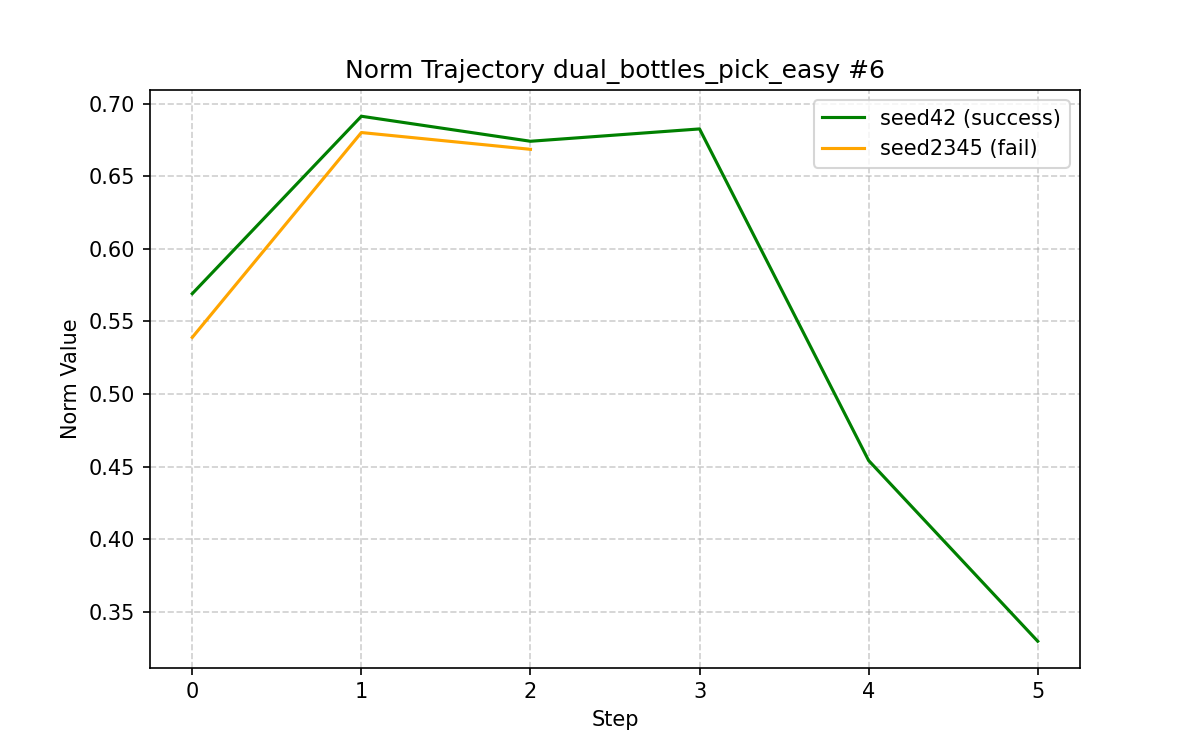 Norm Trajectory dual_bottles_pick_easy #6
seed42 (success)
seed2345 (fail)
Norm Value
0.70
0.65
0.60
0.55
0.50
0.45
0.40
0.35
0 1 2 3 4 5
Step